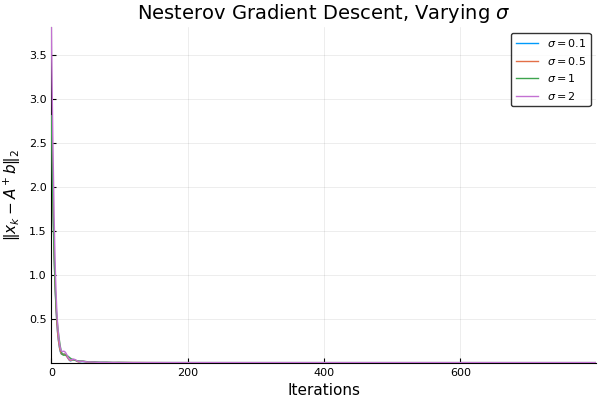 Nesterov Gradient Descent, Varying σ
‖x_k − A⁺b‖₂
3.5
3.0
2.5
2.0
1.5
1.0
0.5
σ = 0.1
σ = 0.5
σ = 1
σ = 2
0 200 400 600
Iterations